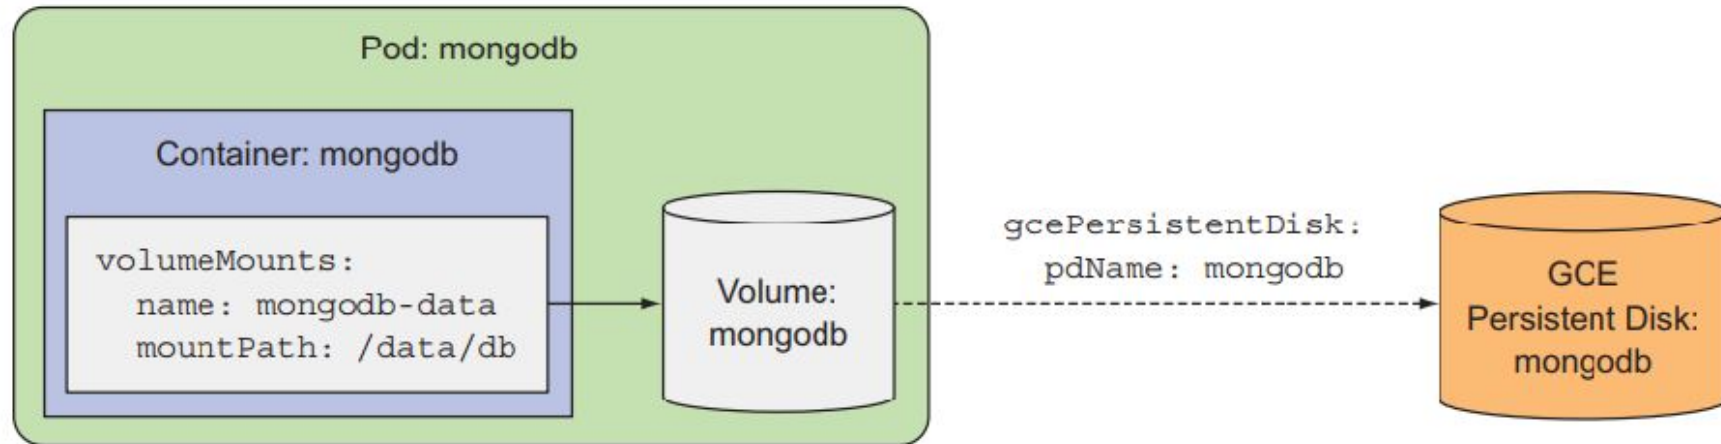 Pod: mongodb
Container: mongodb
volumeMounts:
name: mongodb-data
mountPath: /data/db
Volume:
mongodb
gcePersistentDisk:
pdName: mongodb
GCE
Persistent Disk:
mongodb